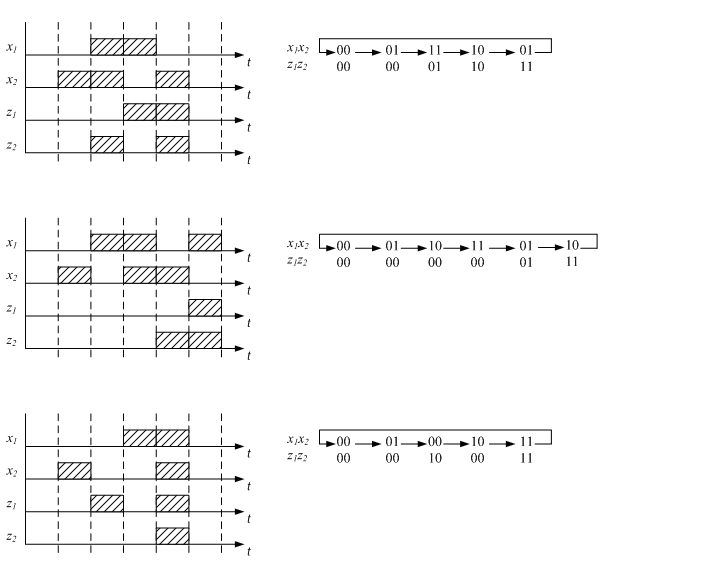 x1 t
x2 t
z1 t
z2 t
x1x2 00 01 11 10 01
z1z2 00 00 01 10 11
x1 t
x2 t
z1 t
z2 t
x1x2 00 01 10 11 01 10
z1z2 00 00 00 00 01 11
x1 t
x2 t
z1 t
z2 t
x1x2 00 01 00 10 11
z1z2 00 00 10 00 11